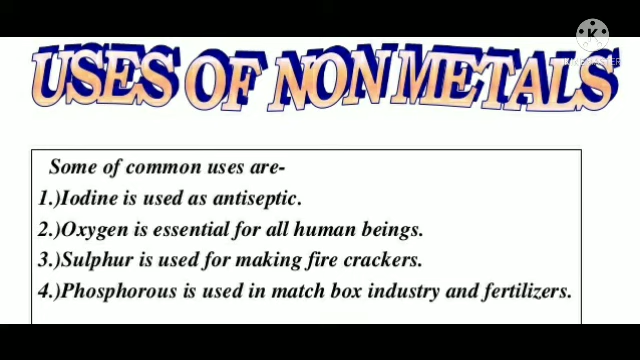 USES OF NON METALS
Some of common uses are-
1.)Iodine is used as antiseptic.
2.)Oxygen is essential for all human beings.
3.)Sulphur is used for making fire crackers.
4.)Phosphorous is used in match box industry and fertilizers.